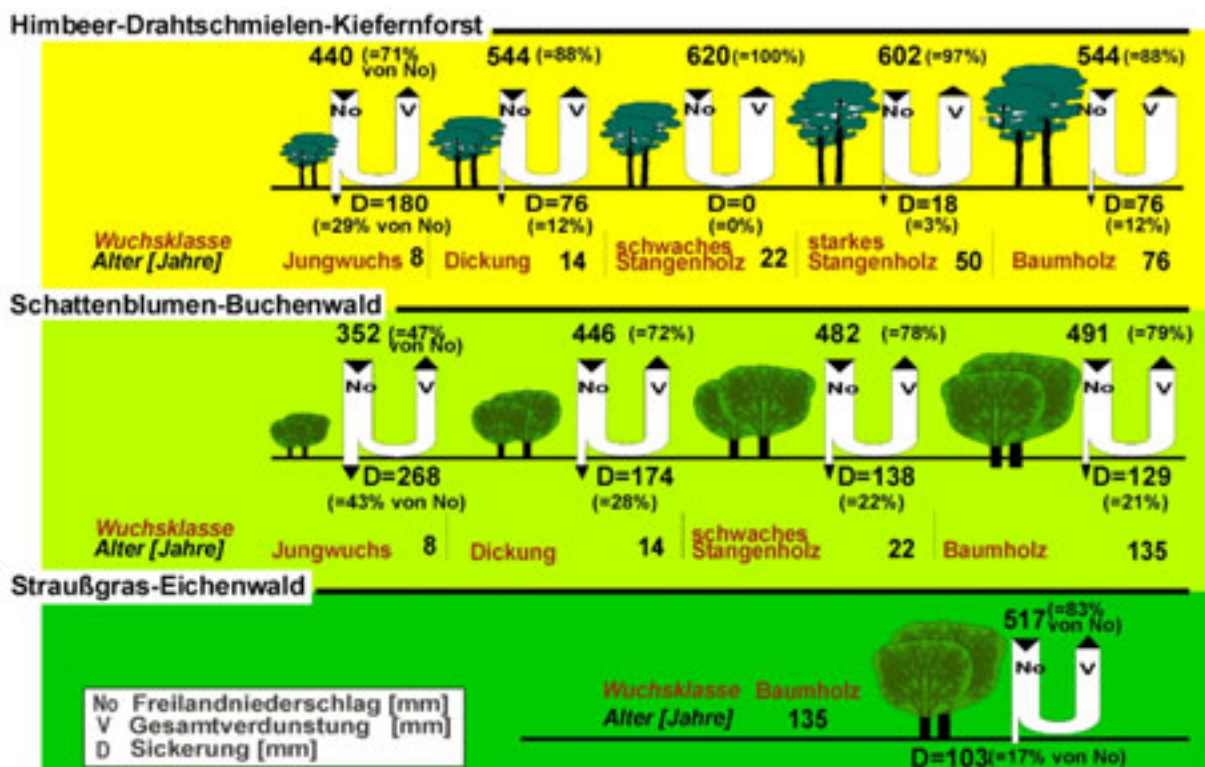 Himbeer-Drahtschmielen-Kiefernforst
440 (=71% von No) 544 (=88%) 620 (=100%) 602 (=97%) 544 (=88%)
No V No V No V No V No V
D=180 D=76 D=0 D=18 D=76
(=29% von No) (=12%) (=0%) (=3%) (=12%)
Wuchsklasse
Alter [Jahre] Jungwuchs 8 Dickung 14 schwaches Stangenholz 22 starkes Stangenholz 50 Baumholz 76
Schattenblumen-Buchenwald
352 (=47% von No) 446 (=72%) 482 (=78%) 491 (=79%)
No V No V No V No V
D=268 D=174 D=138 D=129
(=43% von No) (=28%) (=22%) (=21%)
Wuchsklasse
Alter [Jahre] Jungwuchs 8 Dickung 14 schwaches Stangenholz 22 Baumholz 135
Straußgras-Eichenwald
517 (=83% von No)
No V
Wuchsklasse Baumholz
Alter [Jahre] 135
D=103 (=17% von No)
No Freilandniederschlag [mm]
V Gesamtverdunstung [mm]
D Sickerung [mm]